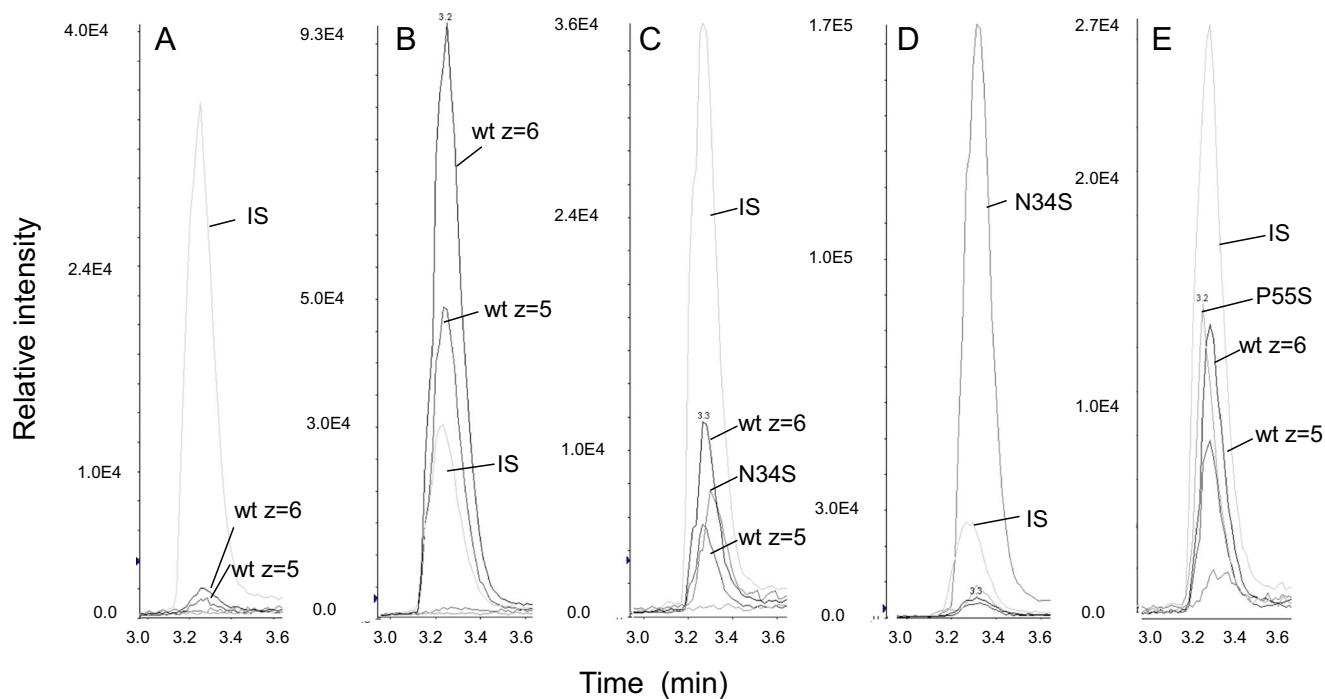 Relative intensity
A
4.0E4
2.4E4
1.0E4
0.0
IS
wt z=6
wt z=5
3.0 3.2 3.4 3.6
B
9.3E4
5.0E4
3.0E4
0.0
3.2
wt z=6
wt z=5
IS
3.0 3.2 3.4 3.6
C
3.6E4
2.4E4
1.0E4
0.0
IS
3.3
wt z=6
N34S
wt z=5
3.0 3.2 3.4 3.6
D
1.7E5
1.0E5
3.0E4
0.0
N34S
IS
3.3
3.0 3.2 3.4 3.6
E
2.7E4
2.0E4
1.0E4
0.0
IS
3.2
P55S
wt z=6
wt z=5
3.0 3.2 3.4 3.6
Time (min)